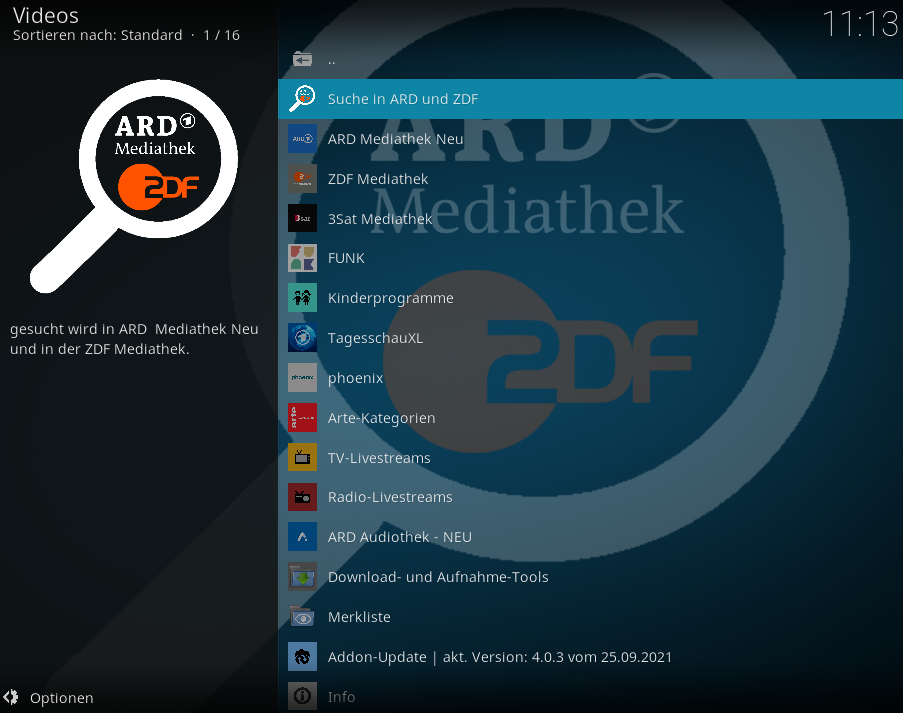 Videos
Sortieren nach: Standard · 1 / 16
11:13
ARD
Mediathek
ZDF
gesucht wird in ARD Mediathek Neu
und in der ZDF Mediathek.
..
Suche in ARD und ZDF
ARD Mediathek Neu
ZDF Mediathek
3Sat Mediathek
FUNK
Kinderprogramme
TagesschauXL
phoenix
Arte-Kategorien
TV-Livestreams
Radio-Livestreams
ARD Audiothek - NEU
Download- und Aufnahme-Tools
Merkliste
Addon-Update | akt. Version: 4.0.3 vom 25.09.2021
Info
ARD
Mediathek
ZDF
3sat
phoenix
arte
Optionen